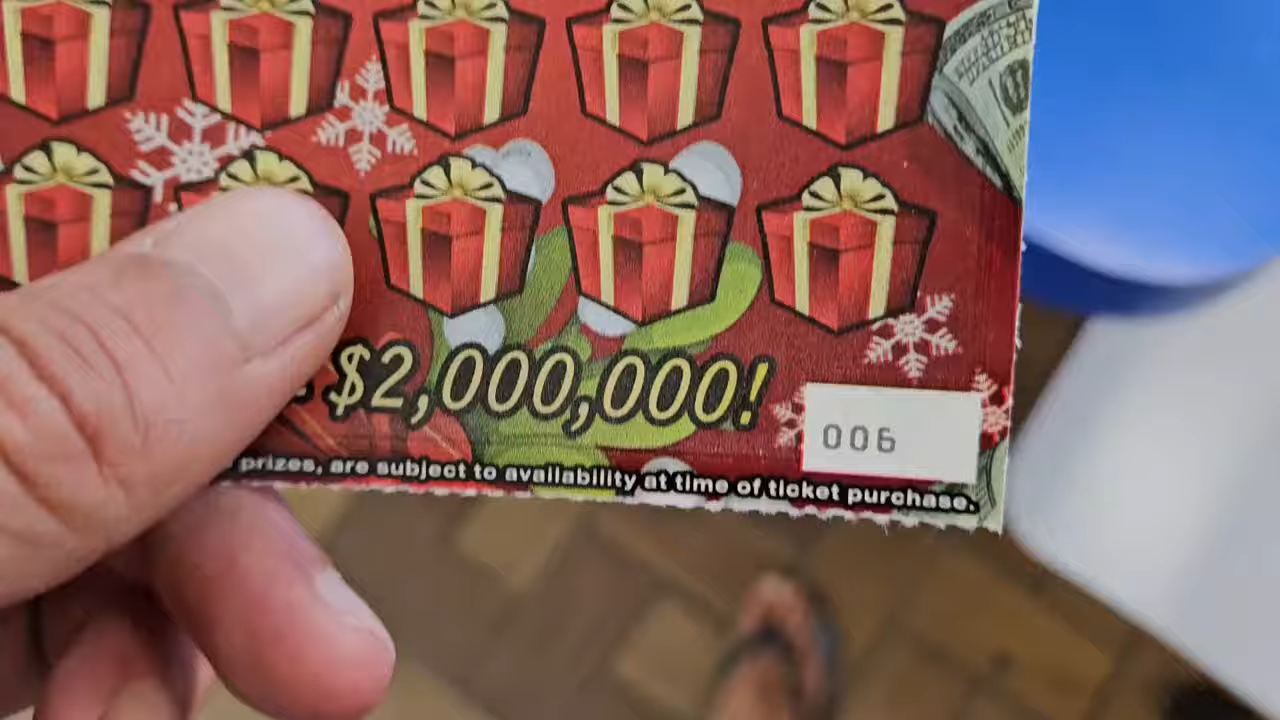 $2,000,000!
006
prizes, are subject to availability at time of ticket purchase.